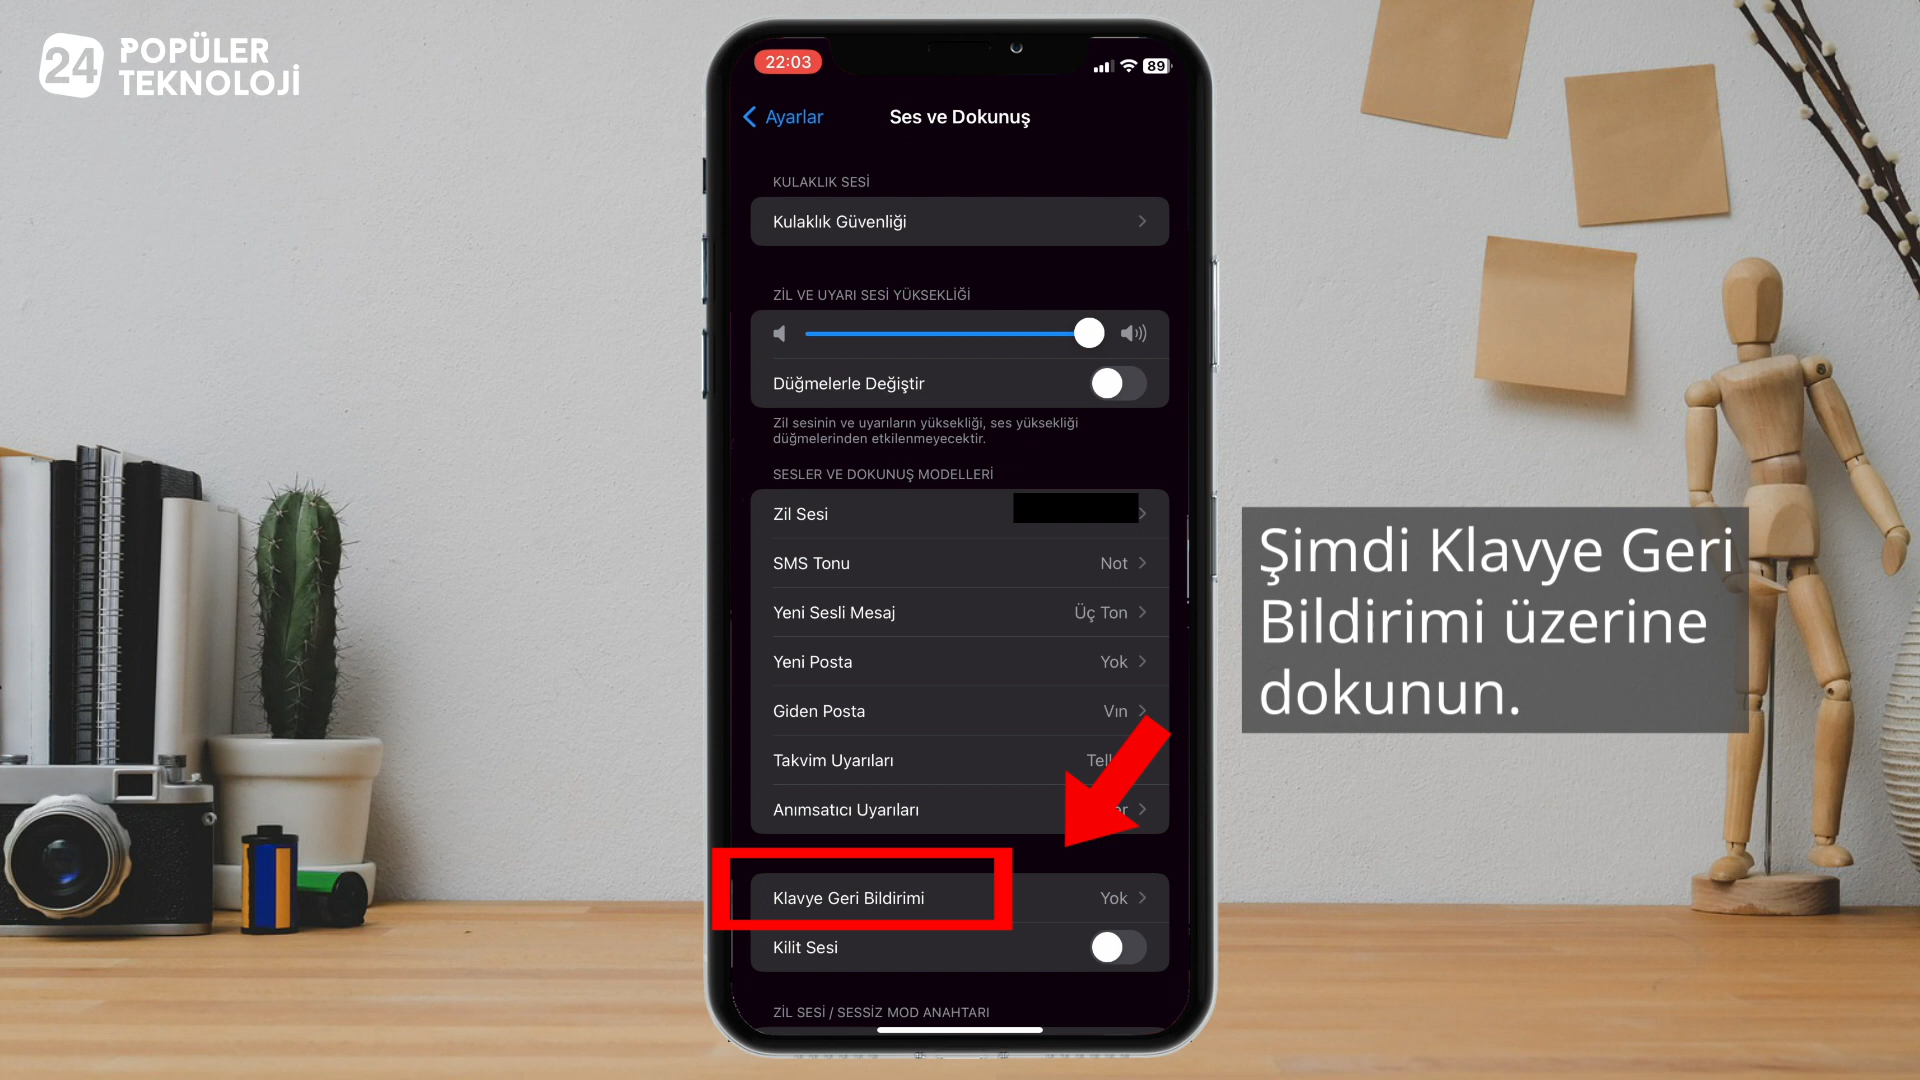 24 POPÜLER
TEKNOLOJİ
22:03
89
Ayarlar
Ses ve Dokunuş
KULAKLIK SESİ
Kulaklık Güvenliği
ZİL VE UYARI SESİ YÜKSEKLİĞİ
Düğmelerle Değiştir
Zil sesinin ve uyarıların yüksekliği, ses yüksekliği
düğmelerinden etkilenmeyecektir.
SESLER VE DOKUNUŞ MODELLERİ
Zil Sesi
SMS Tonu Not
Yeni Sesli Mesaj Üç Ton
Yeni Posta Yok
Giden Posta Vın
Takvim Uyarıları
Anımsatıcı Uyarıları
Klavye Geri Bildirimi Yok
Kilit Sesi
ZİL SESİ / SESSİZ MOD ANAHTARI
Şimdi Klavye Geri
Bildirimi üzerine
dokunun.